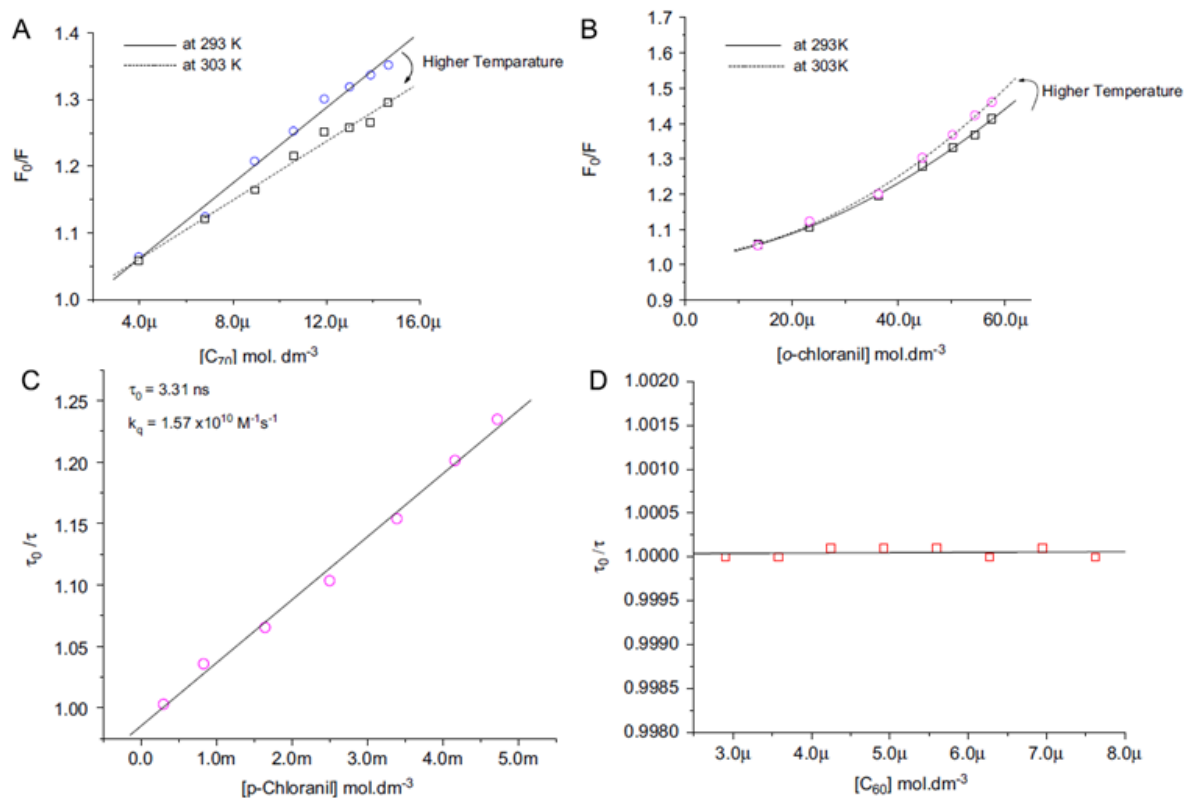 A
at 293 K
at 303 K
Higher Temparature
F₀/F
1.4
1.3
1.2
1.1
1.0
4.0μ 8.0μ 12.0μ 16.0μ
[C₇₀] mol. dm⁻³
B
at 293K
at 303K
Higher Temperature
F₀/F
1.7
1.6
1.5
1.4
1.3
1.2
1.1
1.0
0.9
0.0 20.0μ 40.0μ 60.0μ
[o-chloranil] mol.dm⁻³
C
τ₀ = 3.31 ns
k_q = 1.57 x10¹⁰ M⁻¹s⁻¹
τ₀ / τ
1.25
1.20
1.15
1.10
1.05
1.00
0.0 1.0m 2.0m 3.0m 4.0m 5.0m
[p-Chloranil] mol.dm⁻³
D
τ₀/τ
1.0020
1.0015
1.0010
1.0005
1.0000
0.9995
0.9990
0.9985
0.9980
3.0μ 4.0μ 5.0μ 6.0μ 7.0μ 8.0μ
[C₆₀] mol.dm⁻³